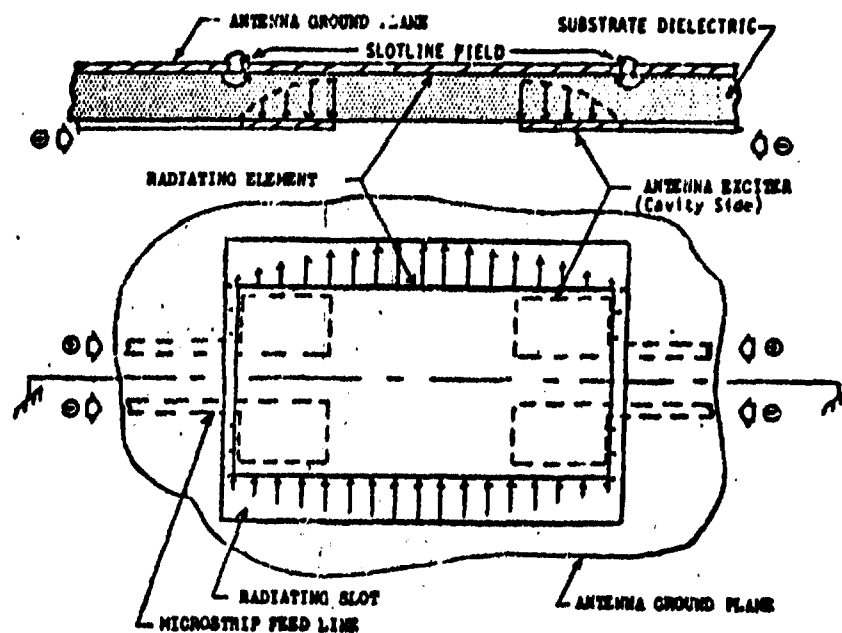 ANTENNA GROUND PLANE
SUBSTRATE DIELECTRIC
SLOTLINE FIELD
RADIATING ELEMENT
ANTENNA EXCITER
(Cavity Side)
RADIATING SLOT
MICROSTRIP FEED LINE
ANTENNA GROUND PLANE